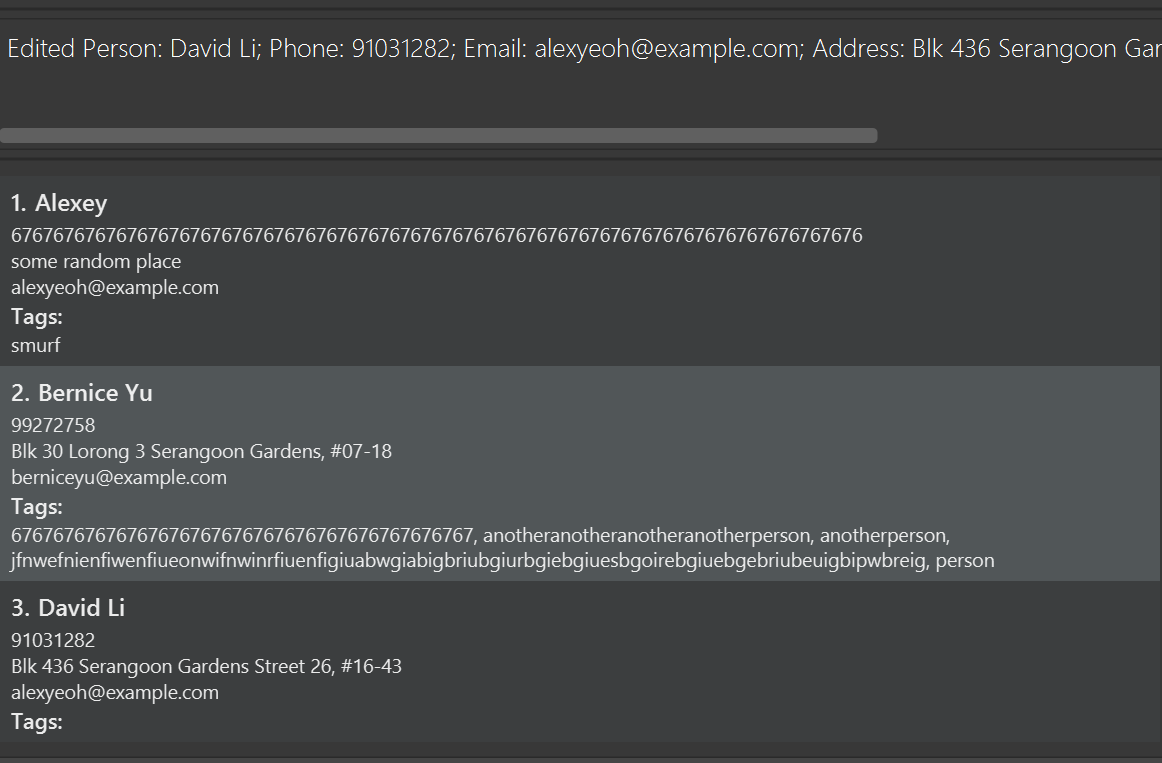 Edited Person: David Li; Phone: 91031282; Email: alexyeoh@example.com; Address: Blk 436 Serangoon Gar
1. Alexey
676767676767676767676767676767676767676767676767676767676767676767676767676767676
some random place
alexyeoh@example.com
Tags:
smurf
2. Bernice Yu
99272758
Blk 30 Lorong 3 Serangoon Gardens, #07-18
berniceyu@example.com
Tags:
67676767676767676767676767676767676767676767, anotheranotheranotheranotherperson, anotherperson,
jfnwefnienfiwenfiueonwifnwinrfiuenfigiuabwgiabigbriubgiurbgiebgiuesbgoirebgiuebgebriubeuigbipwbreig, person
3. David Li
91031282
Blk 436 Serangoon Gardens Street 26, #16-43
alexyeoh@example.com
Tags: